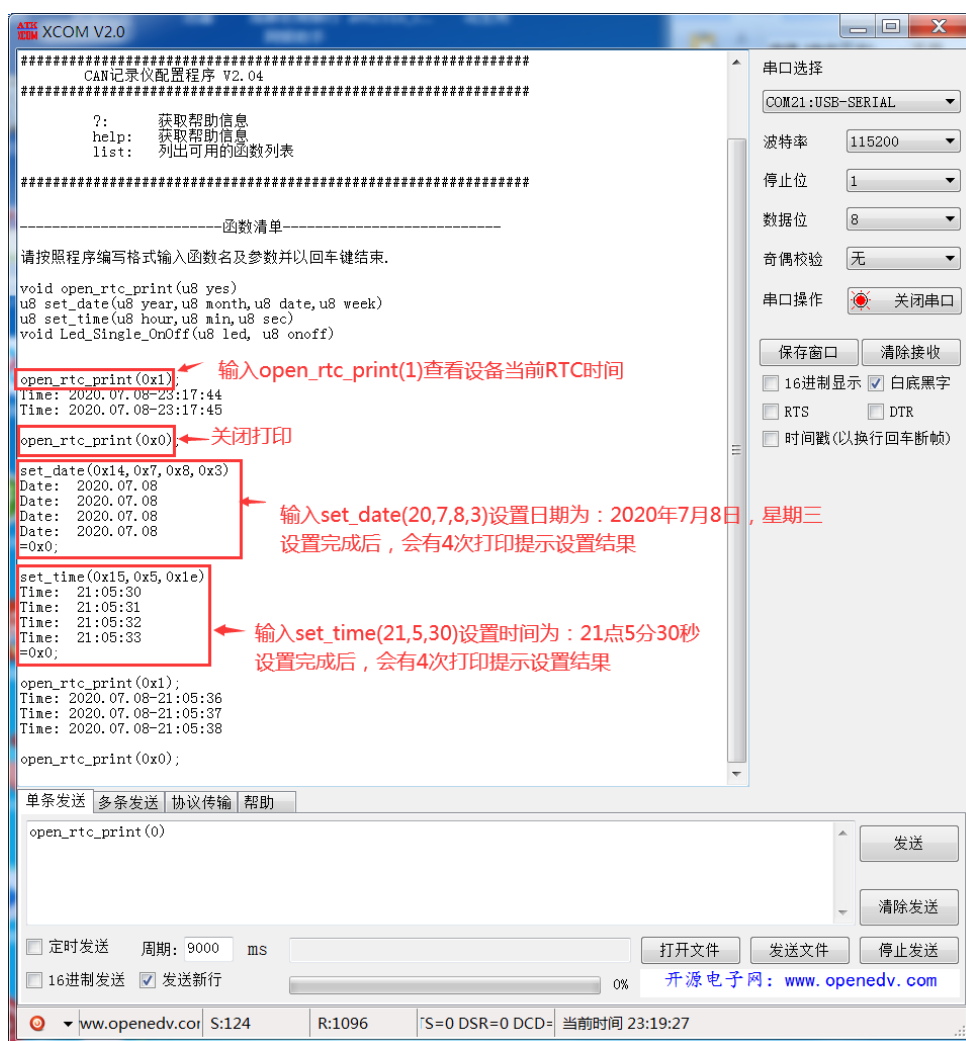 XCOM V2.0
###############################################################
CAN记录仪配置程序 V2.04
###############################################################
?: 获取帮助信息
help: 获取帮助信息
list: 列出可用的函数列表
###############################################################
-------------------------函数清单---------------------------
请按照程序编写格式输入函数名及参数并以回车键结束.
void open_rtc_print(u8 yes)
u8 set_date(u8 year,u8 month,u8 date,u8 week)
u8 set_time(u8 hour,u8 min,u8 sec)
void Led_Single_OnOff(u8 led, u8 onoff)
open_rtc_print(0x1);
输入open_rtc_print(1)查看设备当前RTC时间
Time: 2020.07.08-23:17:44
Time: 2020.07.08-23:17:45
open_rtc_print(0x0);
关闭打印
set_date(0x14,0x7,0x8,0x3)
Date: 2020.07.08
Date: 2020.07.08
Date: 2020.07.08
Date: 2020.07.08
=0x0;
输入set_date(20,7,8,3)设置日期为：2020年7月8日，星期三
设置完成后，会有4次打印提示设置结果
set_time(0x15,0x5,0x1e)
Time: 21:05:30
Time: 21:05:31
Time: 21:05:32
Time: 21:05:33
=0x0;
输入set_time(21,5,30)设置时间为：21点5分30秒
设置完成后，会有4次打印提示设置结果
open_rtc_print(0x1);
Time: 2020.07.08-21:05:36
Time: 2020.07.08-21:05:37
Time: 2020.07.08-21:05:38
open_rtc_print(0x0);
串口选择
COM21:USB-SERIAL
波特率 115200
停止位 1
数据位 8
奇偶校验 无
串口操作 关闭串口
保存窗口 清除接收
16进制显示 白底黑字
RTS DTR
时间戳(以换行回车断帧)
单条发送 多条发送 协议传输 帮助
open_rtc_print(0)
发送
清除发送
定时发送 周期: 9000 ms 打开文件 发送文件 停止发送
16进制发送 发送新行 0% 开源电子网：www.openedv.com
ww.openedv.cor S:124 R:1096 TS=0 DSR=0 DCD= 当前时间 23:19:27